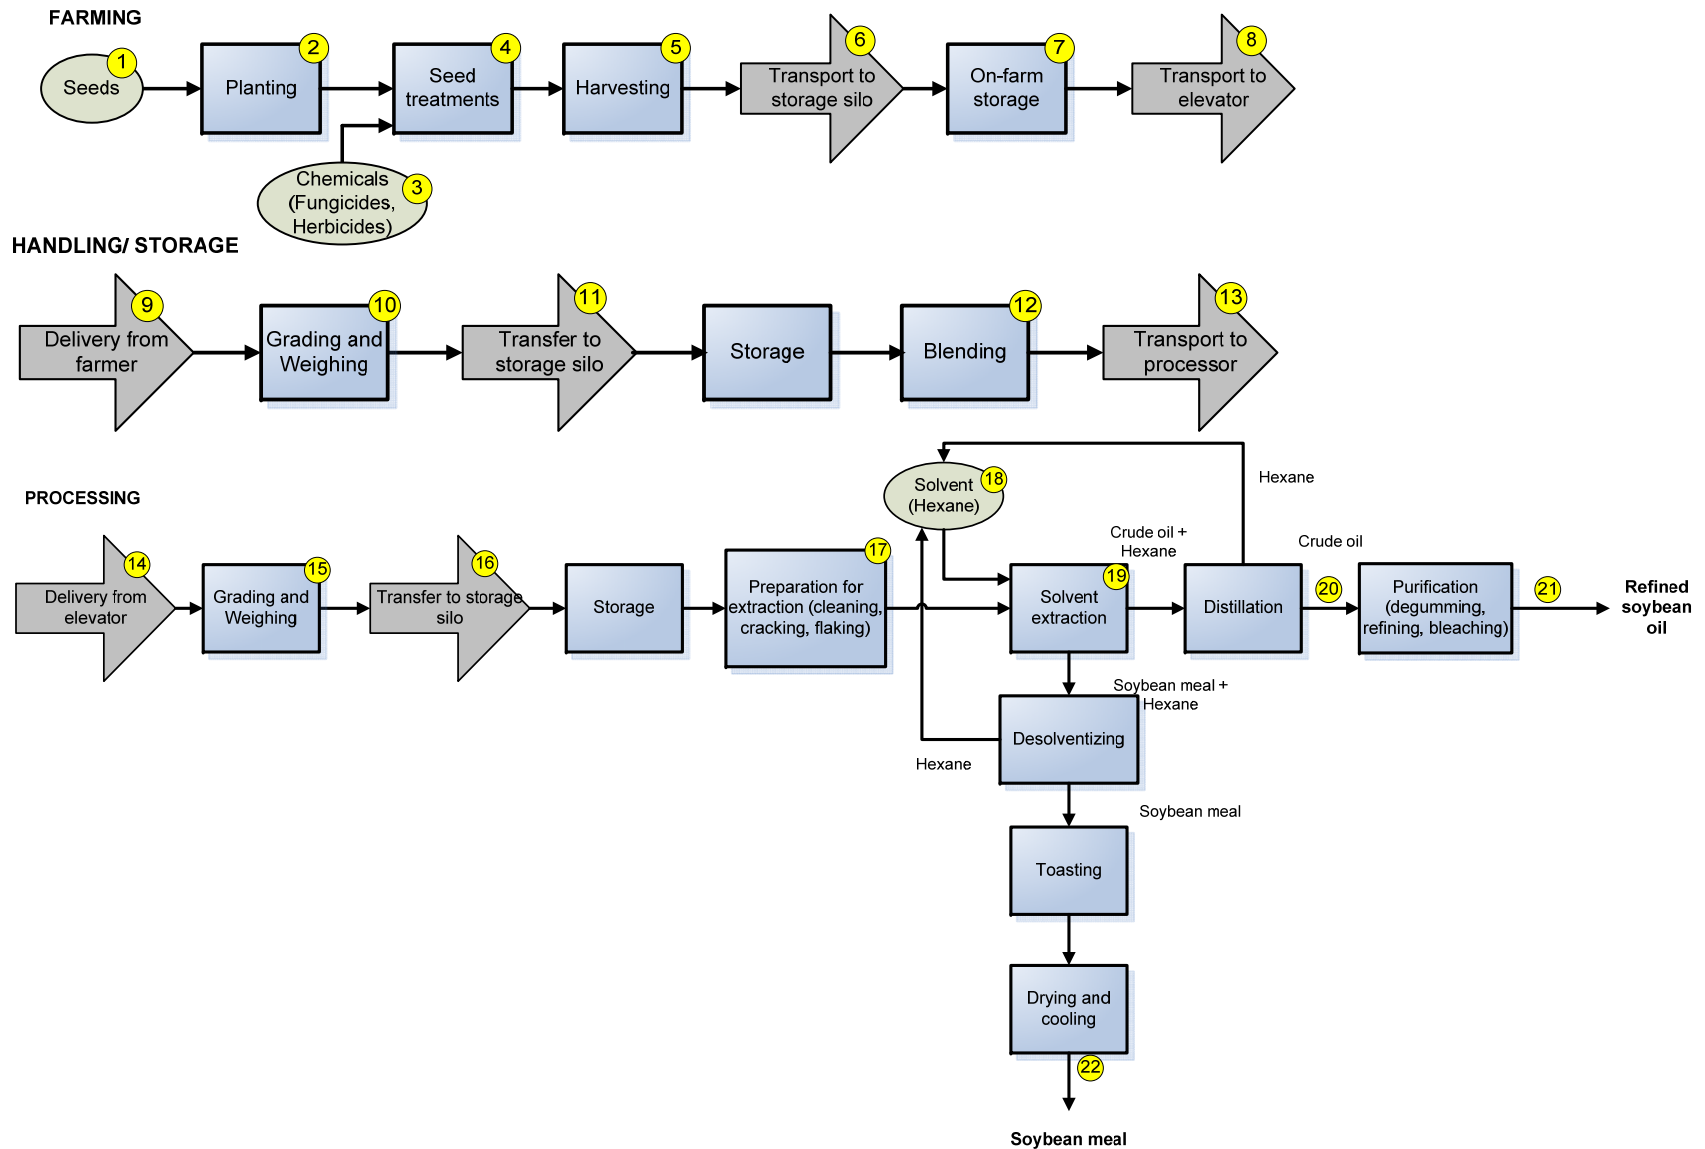 FARMING
1
Seeds
2
Planting
4
Seed
treatments
5
Harvesting
6
Transport to
storage silo
7
On-farm
storage
8
Transport to
elevator
3
Chemicals
(Fungicides,
Herbicides)
HANDLING/ STORAGE
9
Delivery from
farmer
10
Grading and
Weighing
11
Transfer to
storage silo
Storage
12
Blending
13
Transport to
processor
PROCESSING
14
Delivery from
elevator
15
Grading and
Weighing
16
Transfer to storage
silo
Storage
17
Preparation for
extraction (cleaning,
cracking, flaking)
18
Solvent
(Hexane)
Hexane
19
Solvent
extraction
Crude oil +
Hexane
Distillation
Crude oil
20
Purification
(degumming,
refining, bleaching)
21
Refined
soybean
oil
Soybean meal +
Hexane
Desolventizing
Hexane
Soybean meal
Toasting
Drying and
cooling
22
Soybean meal